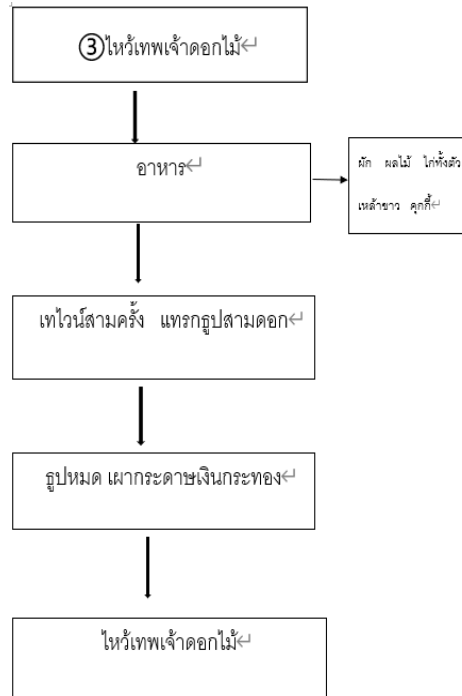 ③ไหว้เทพเจ้าดอกไม้
อาหาร
ผัก ผลไม้ ไก่ทั้งตัว
เหล้าขาว คุกกี้
เทไวน์สามครั้ง แทรกธูปสามดอก
ธูปหมด เผากระดาษเงินกระทอง
ไหว้เทพเจ้าดอกไม้